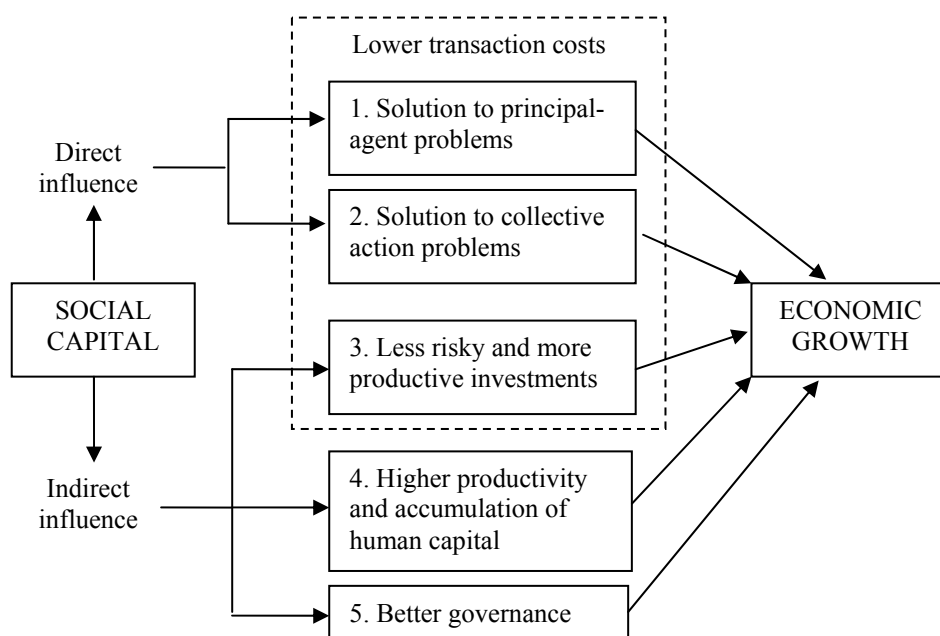 Lower transaction costs
1. Solution to principal-
agent problems
Direct
influence
2. Solution to collective
action problems
SOCIAL
CAPITAL
ECONOMIC
GROWTH
3. Less risky and more
productive investments
Indirect
influence
4. Higher productivity
and accumulation of
human capital
5. Better governance